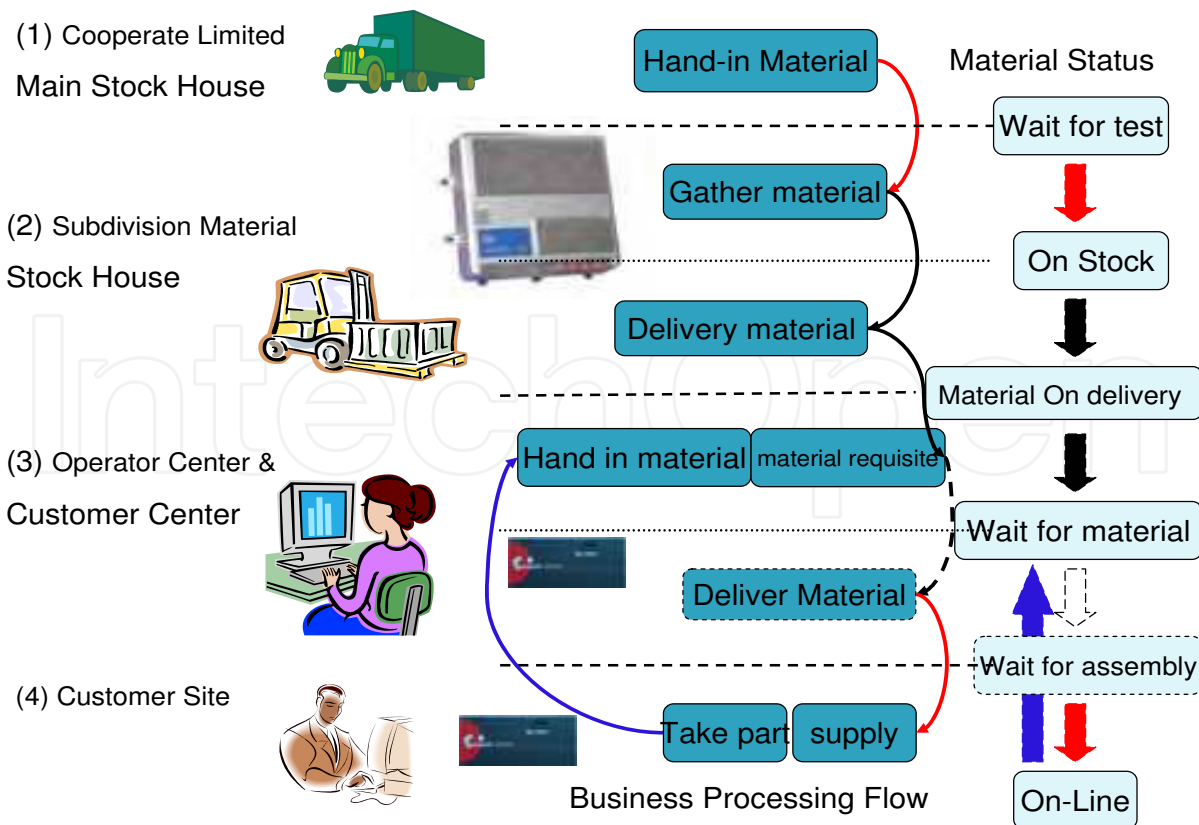 (1) Cooperate Limited
Main Stock House
Hand-in Material
Material Status
Wait for test
Gather material
(2) Subdivision Material
Stock House
On Stock
Delivery material
Material On delivery
IntechOpen
(3) Operator Center &
Customer Center
Hand in material
material requisite
Wait for material
Deliver Material
Wait for assembly
(4) Customer Site
Take part
supply
Business Processing Flow
On-Line